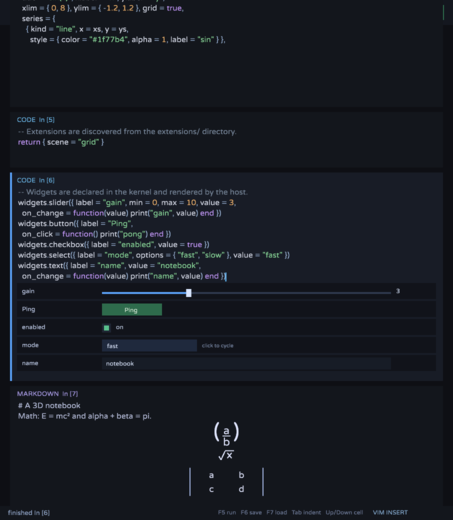 xlim = { 0, 8 }, ylim = { -1.2, 1.2 }, grid = true,
series = {
{ kind = "line", x = xs, y = ys,
style = { color = "#1f77b4", alpha = 1, label = "sin" } },
CODE In [5]
-- Extensions are discovered from the extensions/ directory.
return { scene = "grid" }
CODE In [6]
-- Widgets are declared in the kernel and rendered by the host.
widgets.slider({ label = "gain", min = 0, max = 10, value = 3,
on_change = function(value) print("gain", value) end })
widgets.button({ label = "Ping",
on_click = function() print("pong") end })
widgets.checkbox({ label = "enabled", value = true })
widgets.select({ label = "mode", options = { "fast", "slow" }, value = "fast" })
widgets.text({ label = "name", value = "notebook",
on_change = function(value) print("name", value) end })
gain 3
Ping Ping
enabled on
mode fast click to cycle
name notebook
MARKDOWN In [7]
# A 3D notebook
Math: E = mc² and alpha + beta = pi.
(a
b)
√x
a b
c d
finished In [6] F5 run F6 save F7 load Tab indent Up/Down cell VIM INSERT